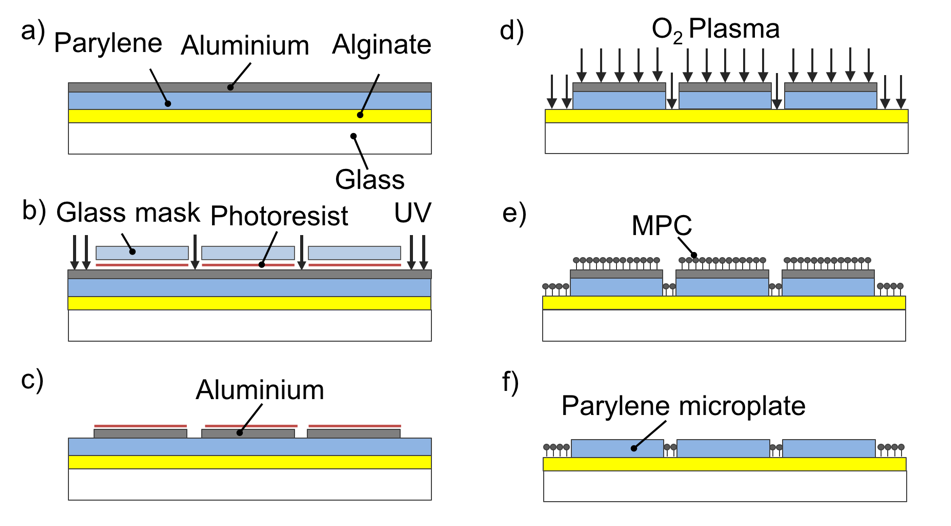 a)
Parylene Aluminium Alginate
Glass
b) Glass mask Photoresist UV
c)
Aluminium
d)
O₂ Plasma
e)
MPC
f)
Parylene microplate